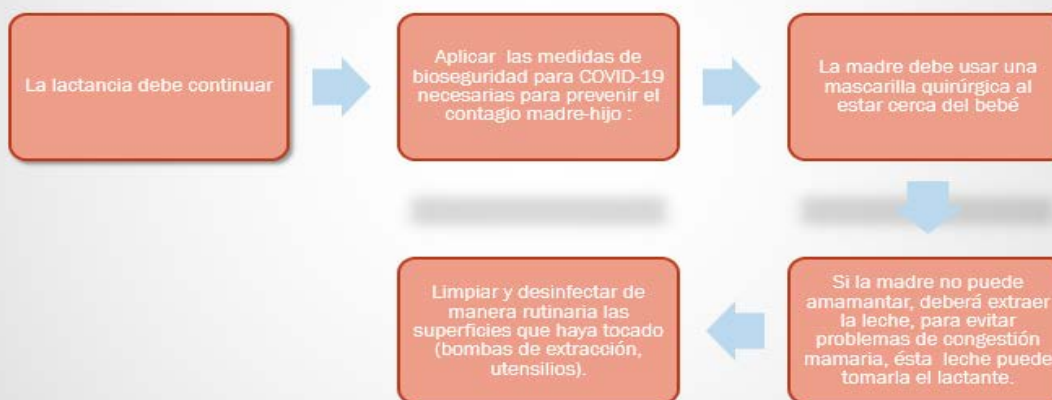 La lactancia debe continuar
Aplicar las medidas de
bioseguridad para COVID-19
necesarias para prevenir el
contagio madre-hijo :
La madre debe usar una
mascarilla quirúrgica al
estar cerca del bebé
Si la madre no puede
amamantar, deberá extraer
la leche, para evitar
problemas de congestión
mamaria, ésta leche puede
tomarla el lactante.
Limpiar y desinfectar de
manera rutinaria las
superficies que haya tocado
(bombas de extracción,
utensilios).